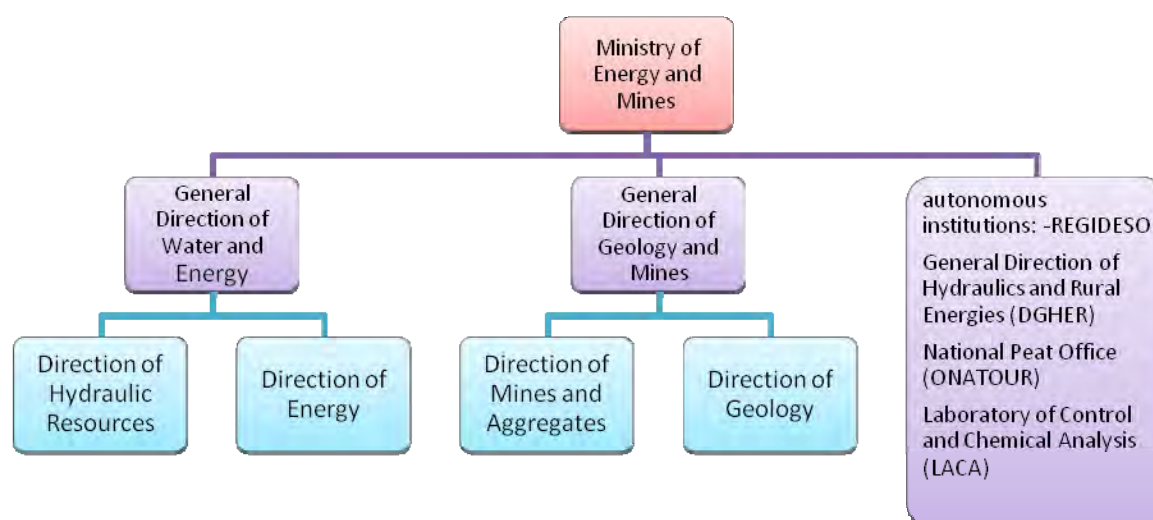 Ministry of
Energy and
Mines
General
Direction of
Water and
Energy
General
Direction of
Geology and
Mines
autonomous
institutions: -REGIDESO
General Direction of
Hydraulics and Rural
Energies (DGHER)
National Peat Office
(ONATOUR)
Laboratory of Control
and Chemical Analysis
(LACA)
Direction of
Hydraulic
Resources
Direction of
Energy
Direction of
Mines and
Aggregates
Direction of
Geology